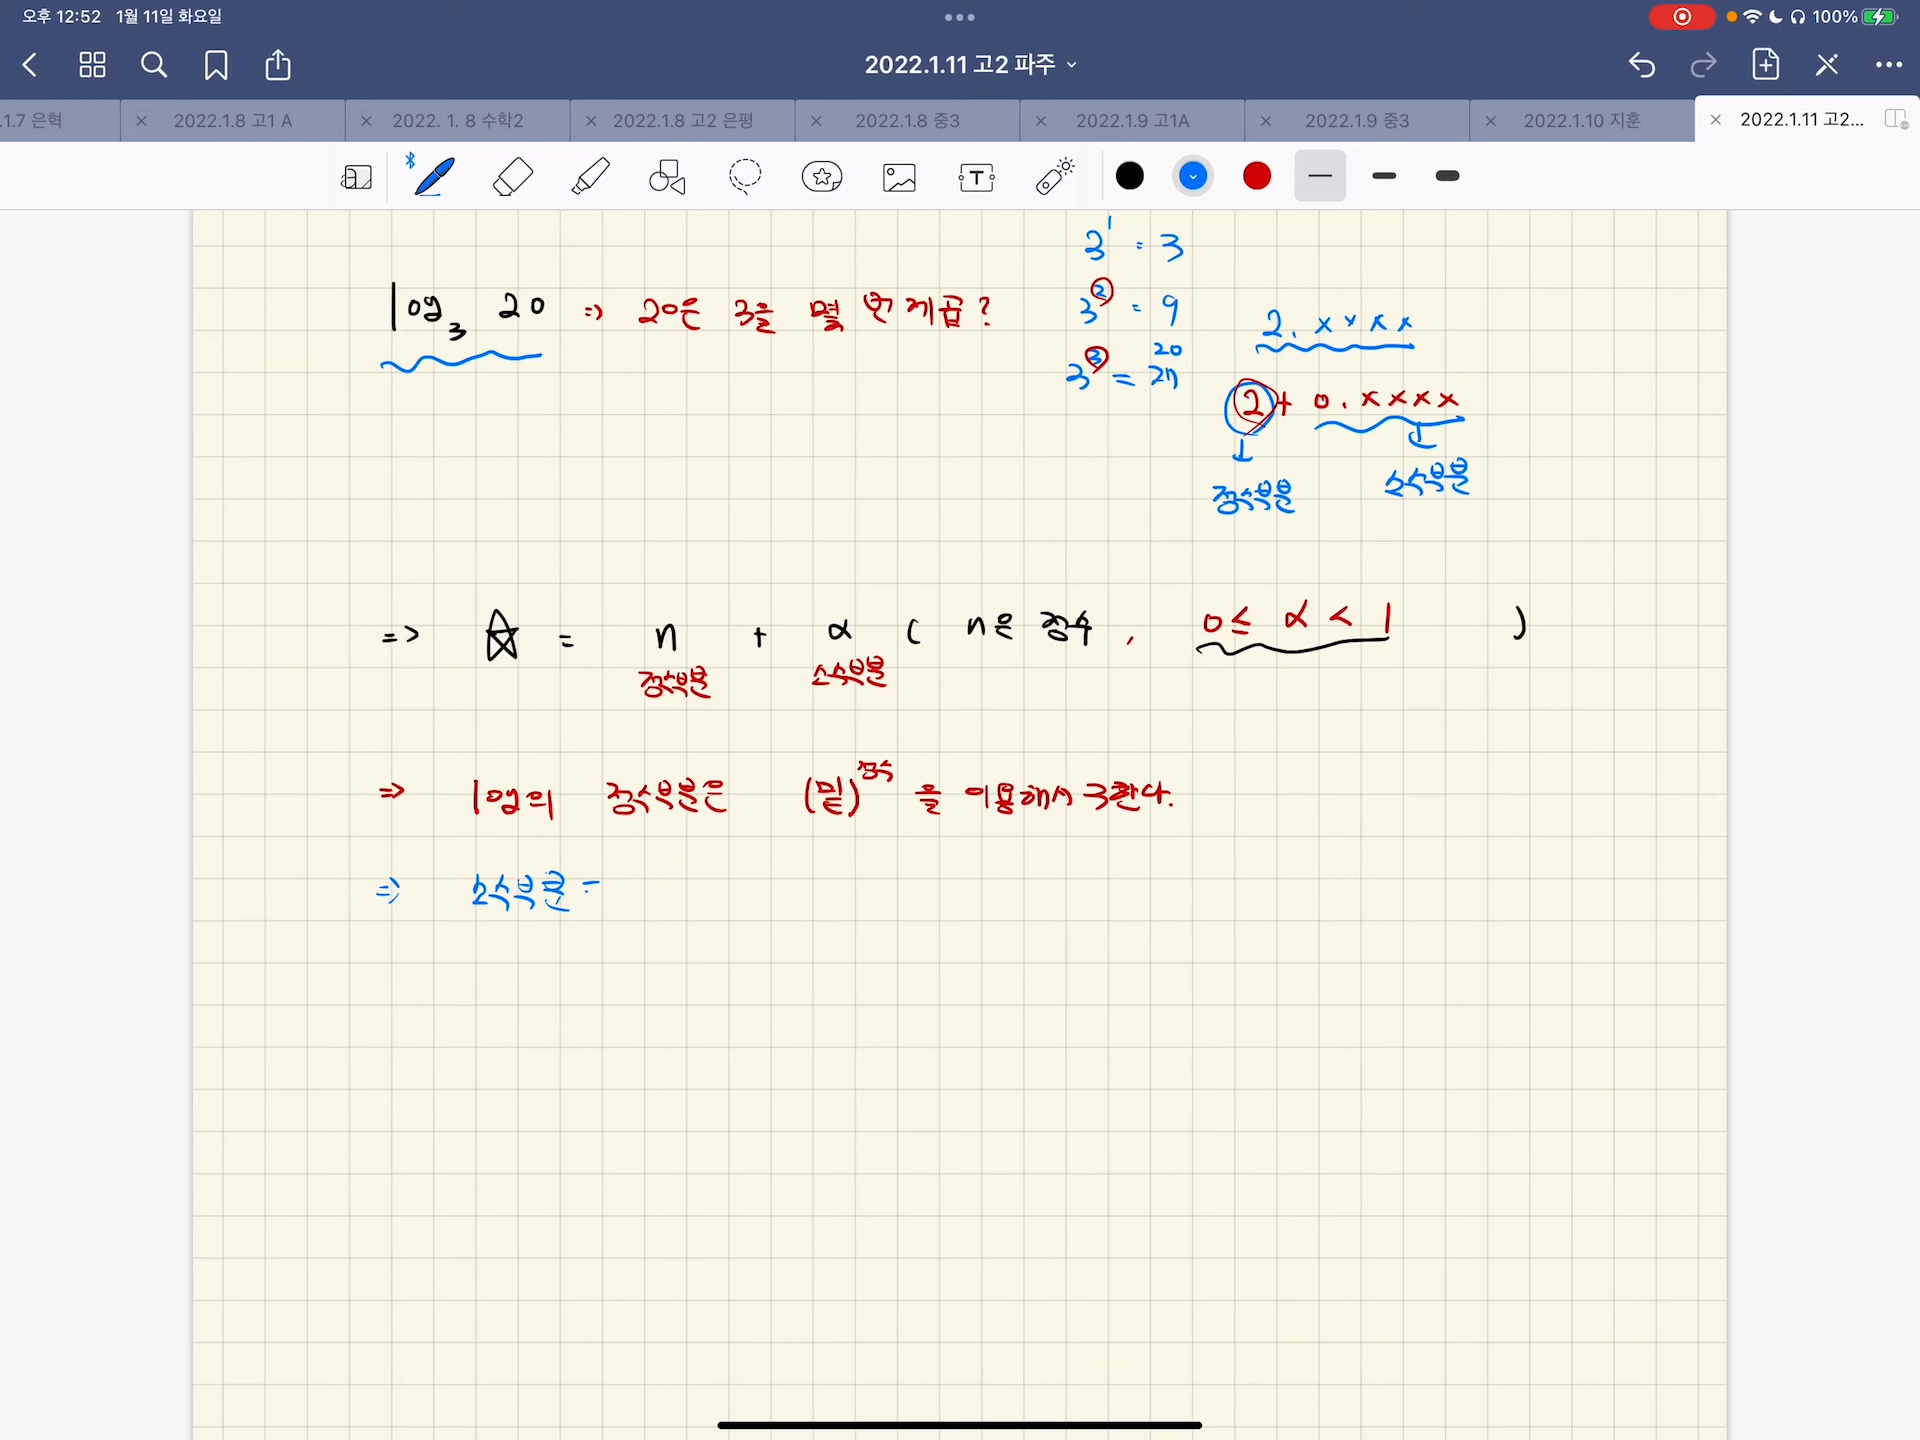 오후 12:52 1월 11일 화요일
100%
2022.1.11 고2 파주
.1.7 은혁
2022.1.8 고1 A
2022. 1. 8 수학2
2022.1.8 고2 은평
2022.1.8 중3
2022.1.9 고1A
2022.1.9 중3
2022.1.10 지훈
2022.1.11 고2...
3¹ = 3
log₃ 20 => 20은 3을 몇 번 제곱?
3² = 9
2.xxxx
20
3³ = 27
2 + 0.xxxx
정수부분 소수부분
=> ☆ = n + α ( n은 정수, 0 ≤ α < 1 )
정수부분 소수부분
=> log의 정수부분은 (밑)^정수 을 이용해서 구한다.
=> 소수부분 =